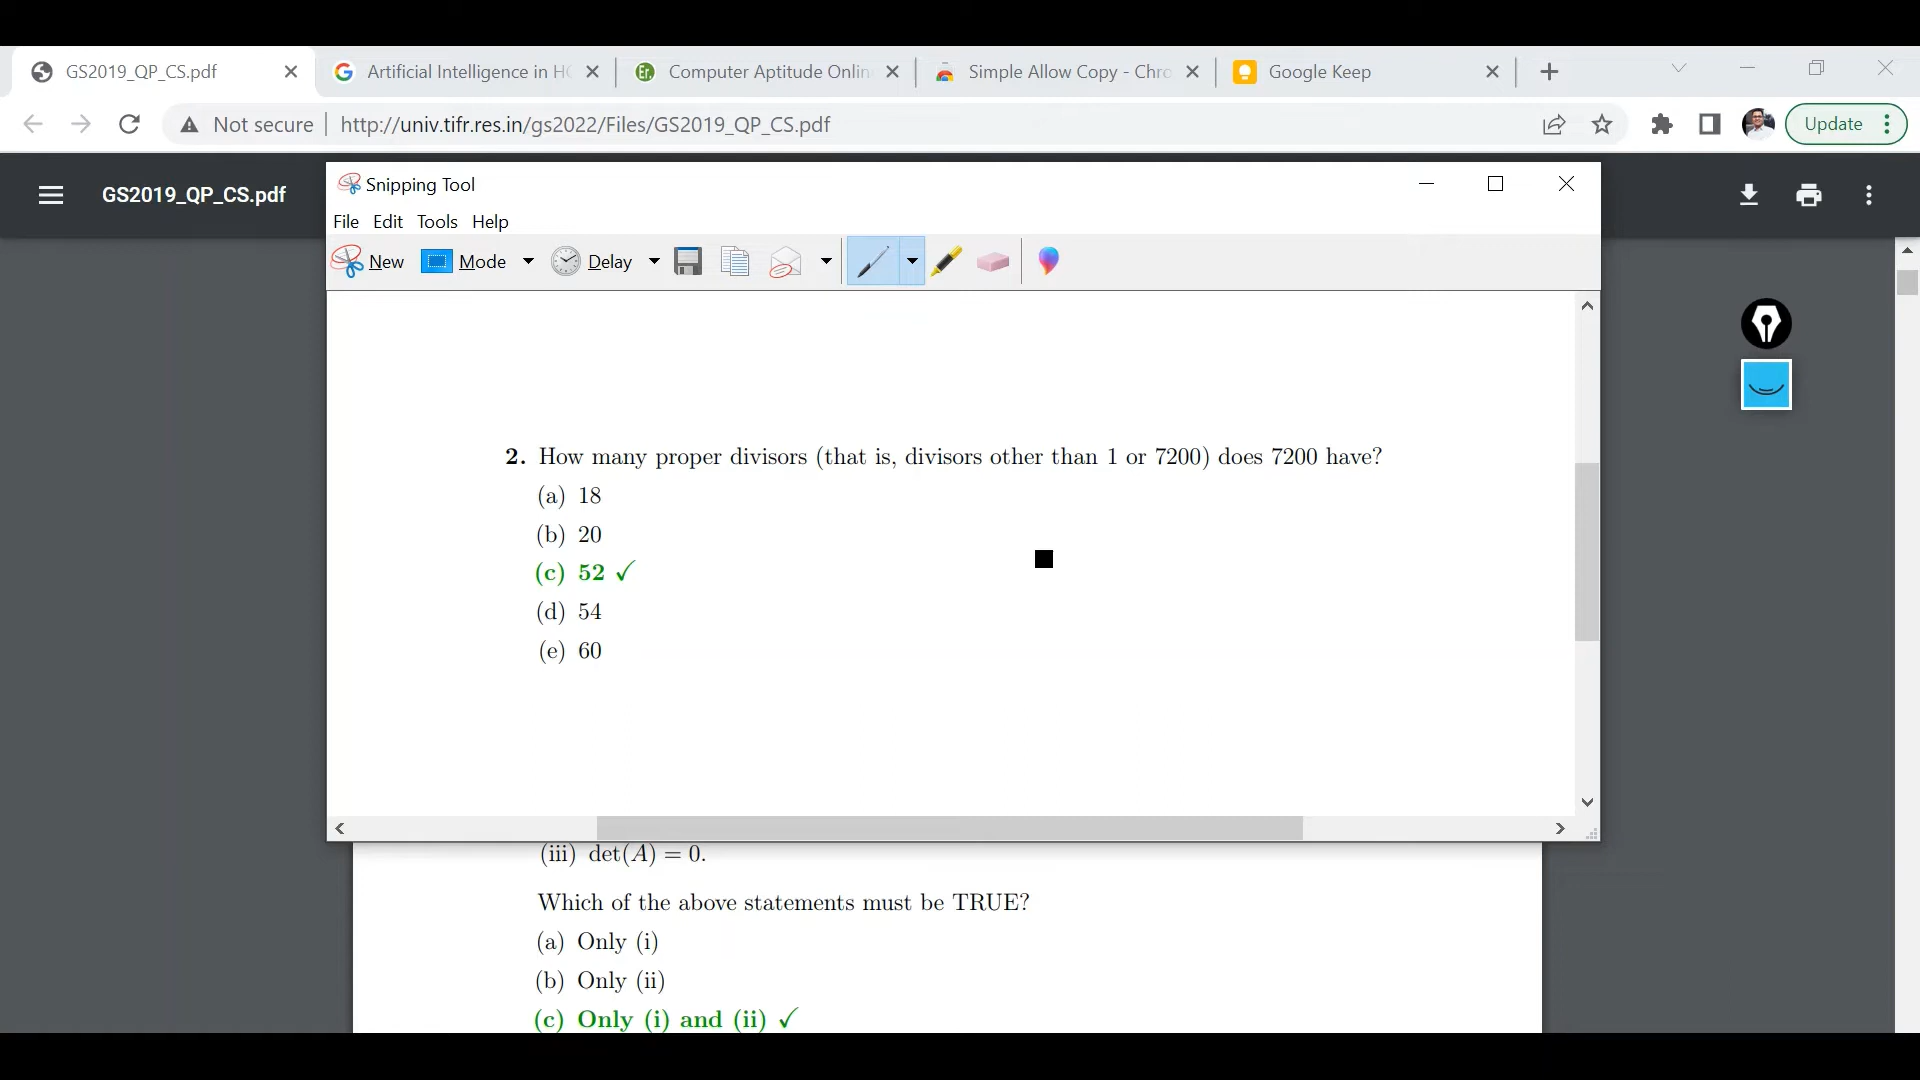 GS2019_QP_CS.pdf
Artificial Intelligence in HC
Er Computer Aptitude Onlin
Simple Allow Copy - Chro
Google Keep
Not secure
http://univ.tifr.res.in/gs2022/Files/GS2019_QP_CS.pdf
Update
GS2019_QP_CS.pdf
Snipping Tool
File Edit Tools Help
New Mode Delay
2. How many proper divisors (that is, divisors other than 1 or 7200) does 7200 have?
(a) 18
(b) 20
(c) 52 ✓
(d) 54
(e) 60
(iii) det(A) = 0.
Which of the above statements must be TRUE?
(a) Only (i)
(b) Only (ii)
(c) Only (i) and (ii) ✓